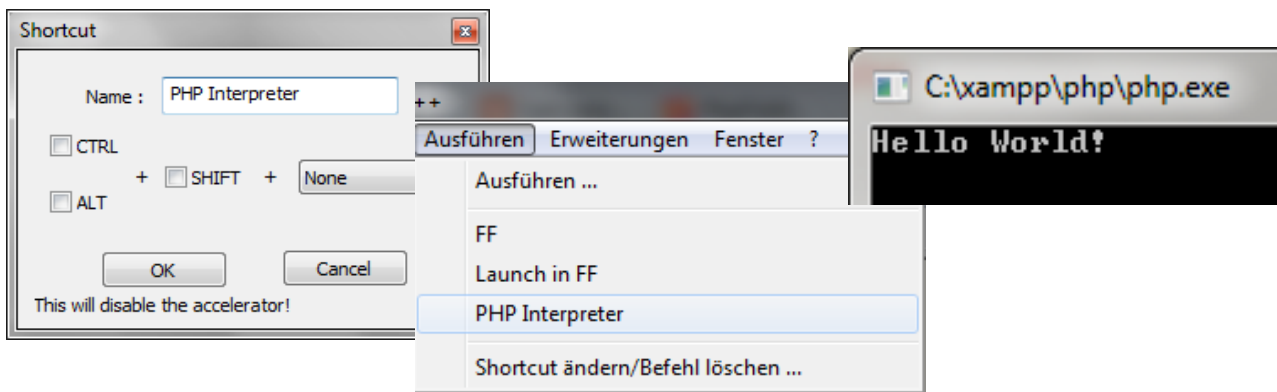 Shortcut
Name : PHP Interpreter
CTRL
+ SHIFT + None
ALT
OK Cancel
This will disable the accelerator!
++
Ausführen Erweiterungen Fenster ?
Ausführen ...
FF
Launch in FF
PHP Interpreter
Shortcut ändern/Befehl löschen ...
C:\xampp\php\php.exe
Hello World!